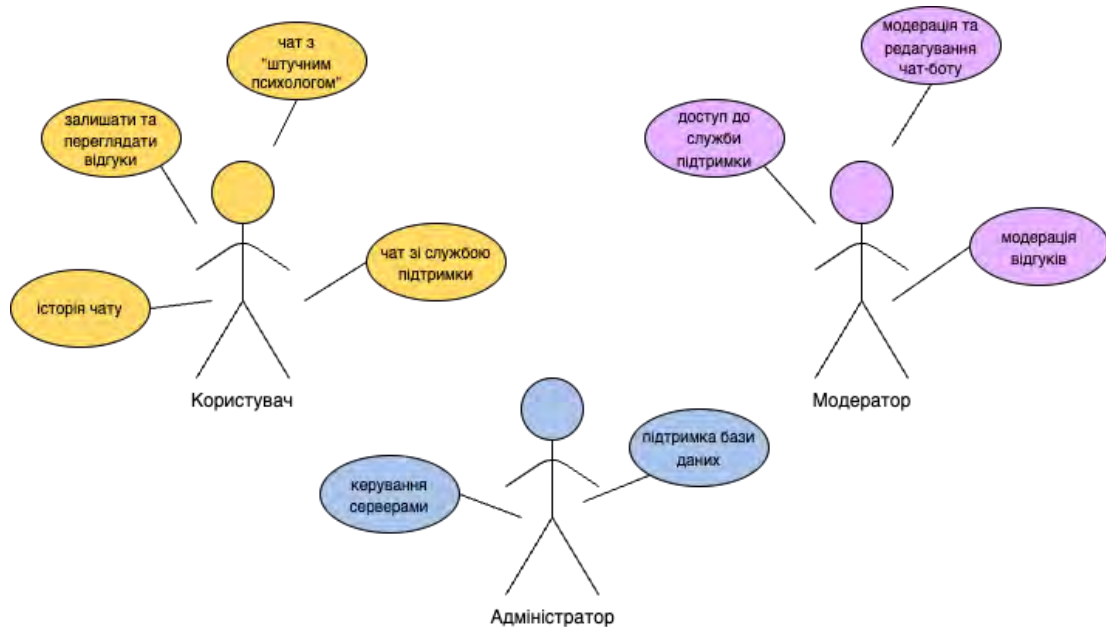 чат з
"штучним
психологом"
залишати та
переглядати
відгуки
чат зі службою
підтримки
історія чату
Користувач
модерація та
редагування
чат-боту
доступ до
служби
підтримки
модерація
відгуків
Модератор
підтримка бази
даних
керування
серверами
Адміністратор